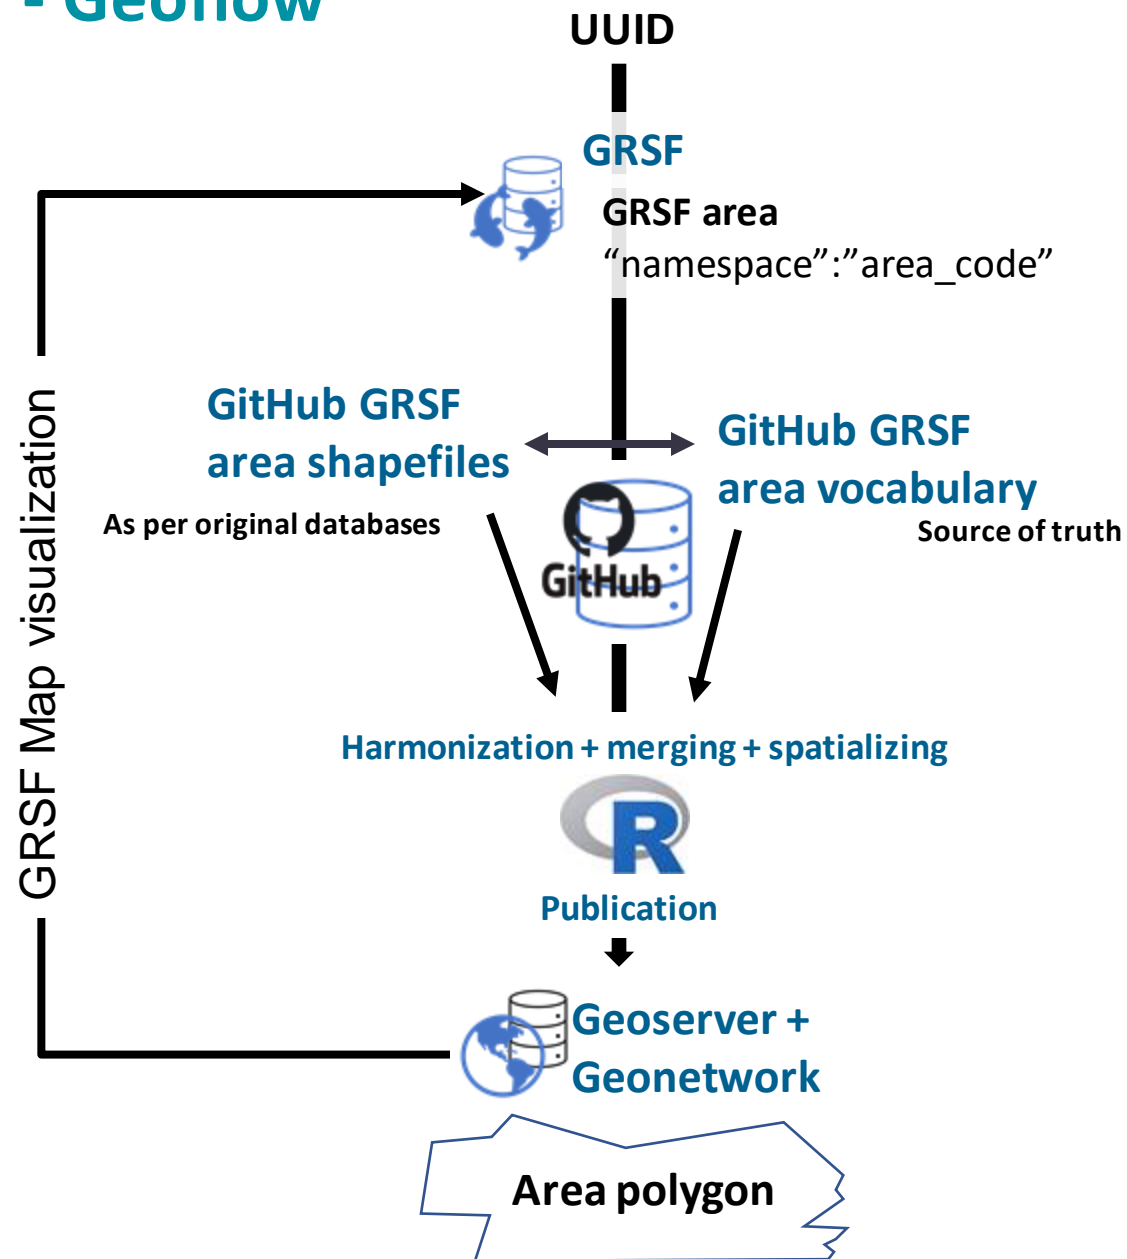 - Geoflow
UUID
GRSF
GRSF area
“namespace”:”area_code”
GitHub GRSF
area shapefiles
As per original databases
GitHub GRSF
area vocabulary
Source of truth
GitHub
GRSF Map visualization
Harmonization + merging + spatializing
R
Publication
Geoserver +
Geonetwork
Area polygon